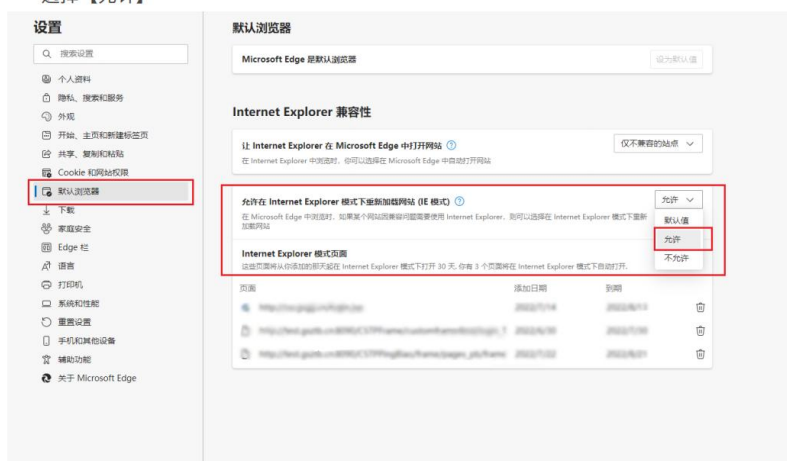 选择【允许】
设置
搜索设置
个人资料
隐私、搜索和服务
外观
开始、主页和新建标签页
共享、复制和粘贴
Cookie 和网站权限
默认浏览器
下载
家庭安全
Edge 栏
语言
打印机
系统和性能
重置设置
手机和其他设备
辅助功能
关于 Microsoft Edge
默认浏览器
Microsoft Edge 是默认浏览器
设为默认值
Internet Explorer 兼容性
让 Internet Explorer 在 Microsoft Edge 中打开网站
仅不兼容的站点
在 Internet Explorer 中浏览时，你可以选择在 Microsoft Edge 中自动打开网站
允许在 Internet Explorer 模式下重新加载网站 (IE 模式)
允许
在 Microsoft Edge 中浏览时，如果某个网站因兼容问题需要使用 Internet Explorer，则可以选择在 Internet Explorer 模式下重新
加载网站
默认值
允许
不允许
Internet Explorer 模式页面
这些页面将从你添加的那天起在 Internet Explorer 模式下打开 30 天。你有 3 个页面将在 Internet Explorer 模式下自动打开。
页面
添加日期
到期